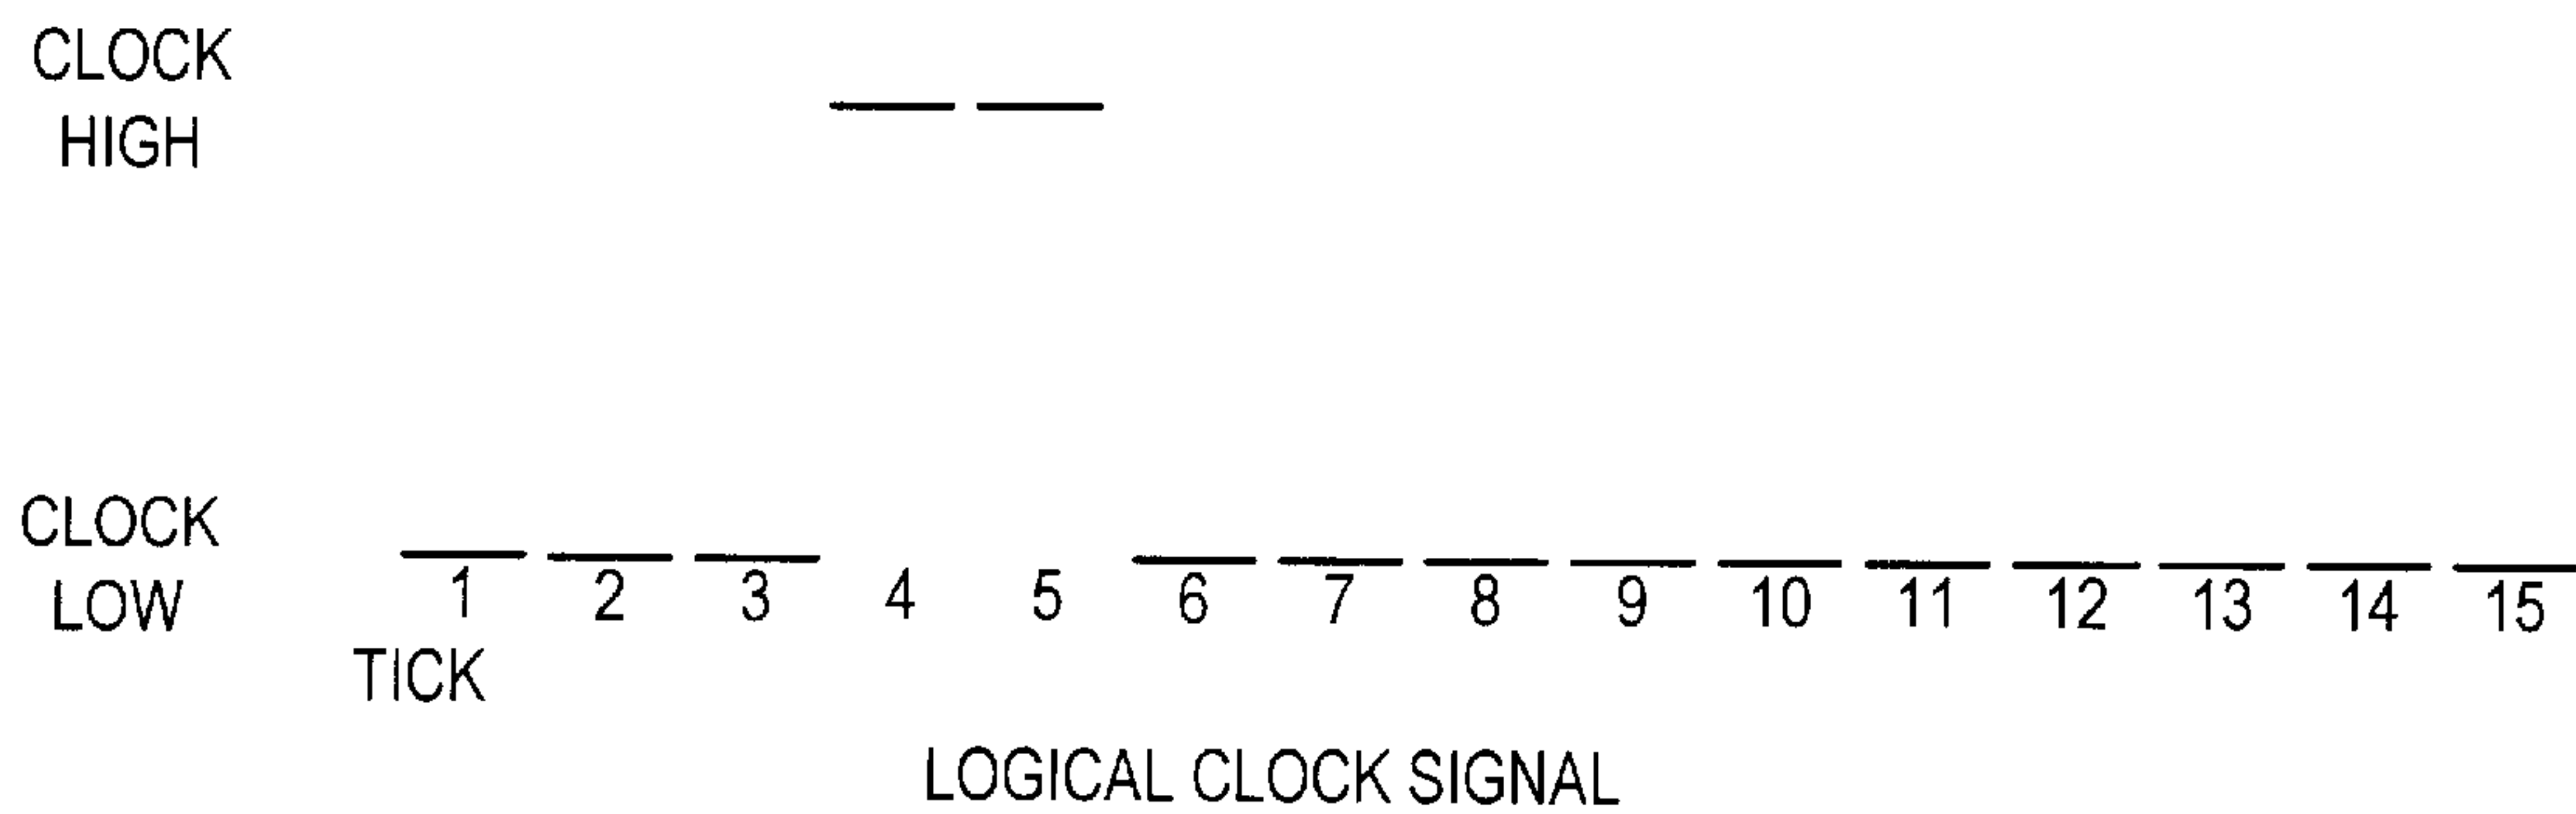 CLOCK
HIGH
CLOCK
LOW
1 2 3 4 5 6 7 8 9 10 11 12 13 14 15
TICK
LOGICAL CLOCK SIGNAL